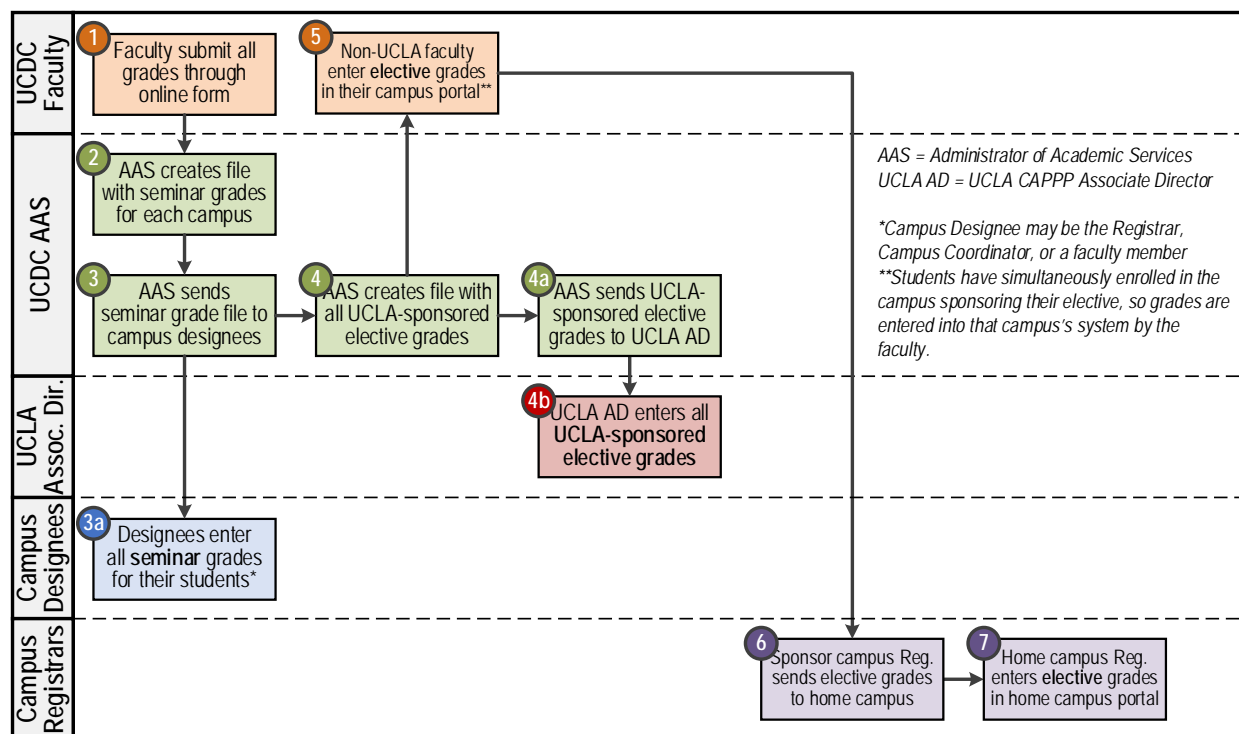 UCDC
Faculty
1
Faculty submit all
grades through
online form
5
Non-UCLA faculty
enter elective grades
in their campus portal**
UCDC AAS
2
AAS creates file
with seminar grades
for each campus
3
AAS sends
seminar grade file to
campus designees
4
AAS creates file with
all UCLA-sponsored
elective grades
4a
AAS sends UCLA-
sponsored elective
grades to UCLA AD
AAS = Administrator of Academic Services
UCLA AD = UCLA CAPPP Associate Director
*Campus Designee may be the Registrar,
Campus Coordinator, or a faculty member
**Students have simultaneously enrolled in the
campus sponsoring their elective, so grades are
entered into that campus's system by the
faculty.
UCLA
Assoc. Dir.
4b
UCLA AD enters all
UCLA-sponsored
elective grades
Campus
Designees
3a
Designees enter
all seminar grades
for their students*
Campus
Registrars
6
Sponsor campus Reg.
sends elective grades
to home campus
7
Home campus Reg.
enters elective grades
in home campus portal